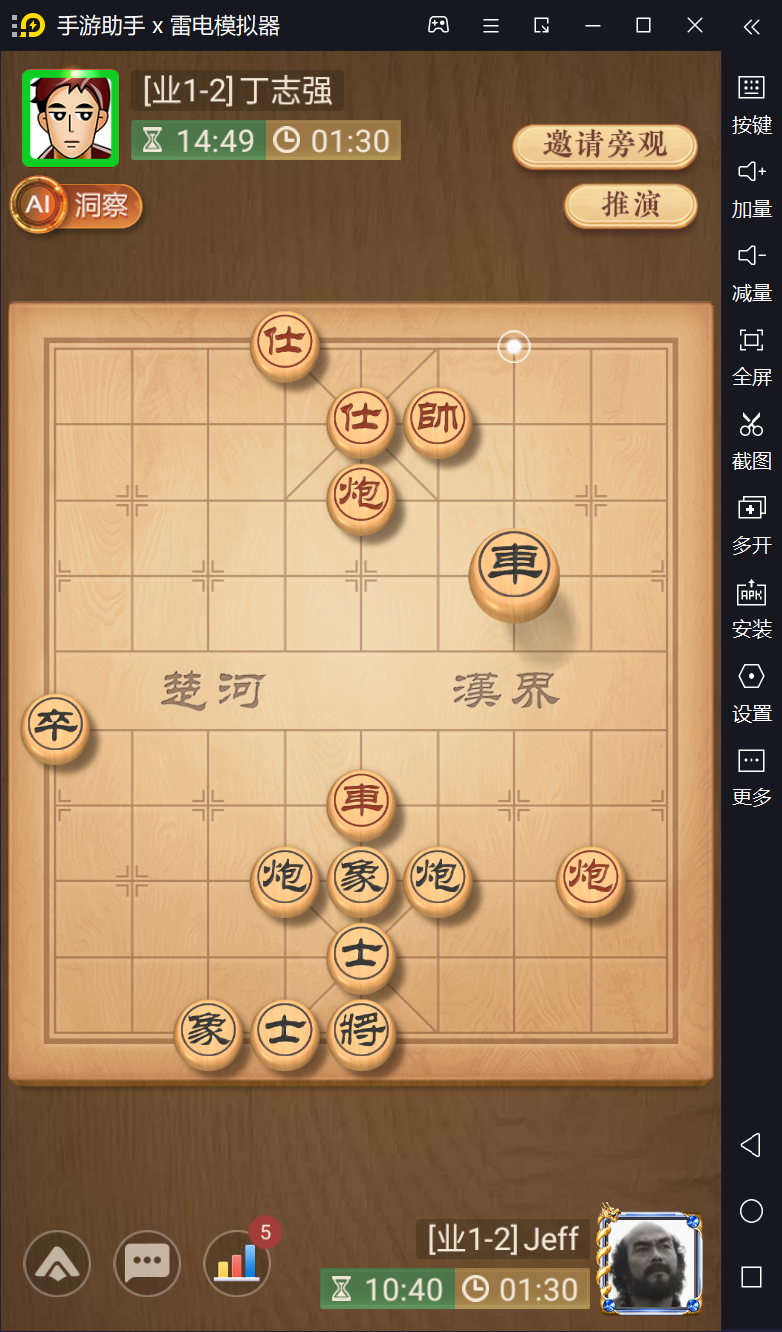 手游助手 x 雷电模拟器
[业1-2]丁志强
14:49 01:30
邀请旁观
AI 洞察
推演
仕
仕 帥
炮
車
楚河 漢界
卒
車
炮 象 炮 炮
士
象 士 將
5
[业1-2]Jeff
10:40 01:30
按键
加量
减量
全屏
截图
多开
APK
安装
设置
更多